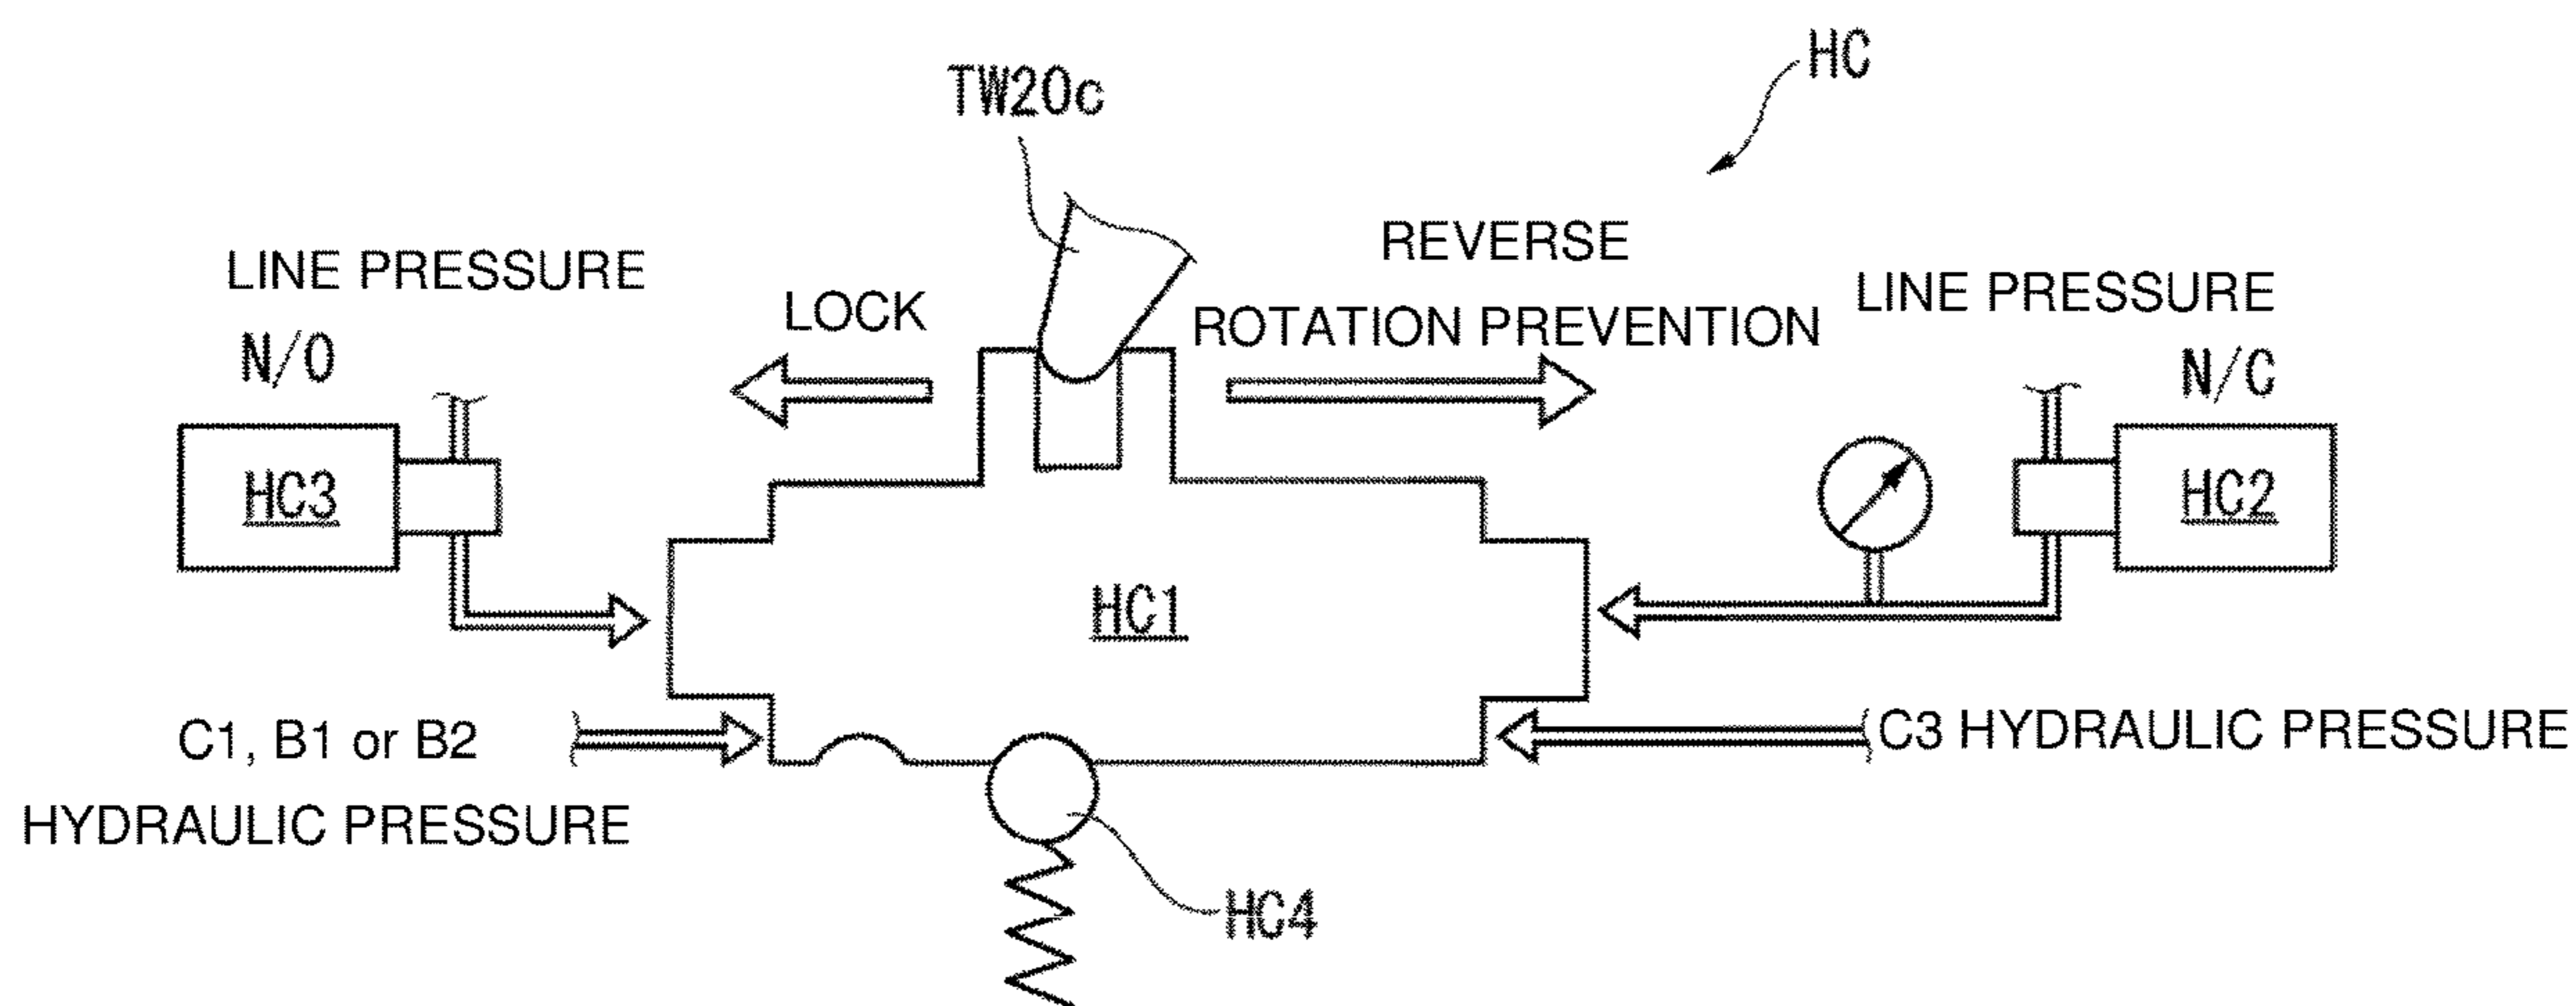 HC
TW20c
LINE PRESSURE
N/O
LOCK
REVERSE
ROTATION PREVENTION
LINE PRESSURE
N/C
HC3
HC2
HC1
C1, B1 or B2
HYDRAULIC PRESSURE
C3 HYDRAULIC PRESSURE
HC4